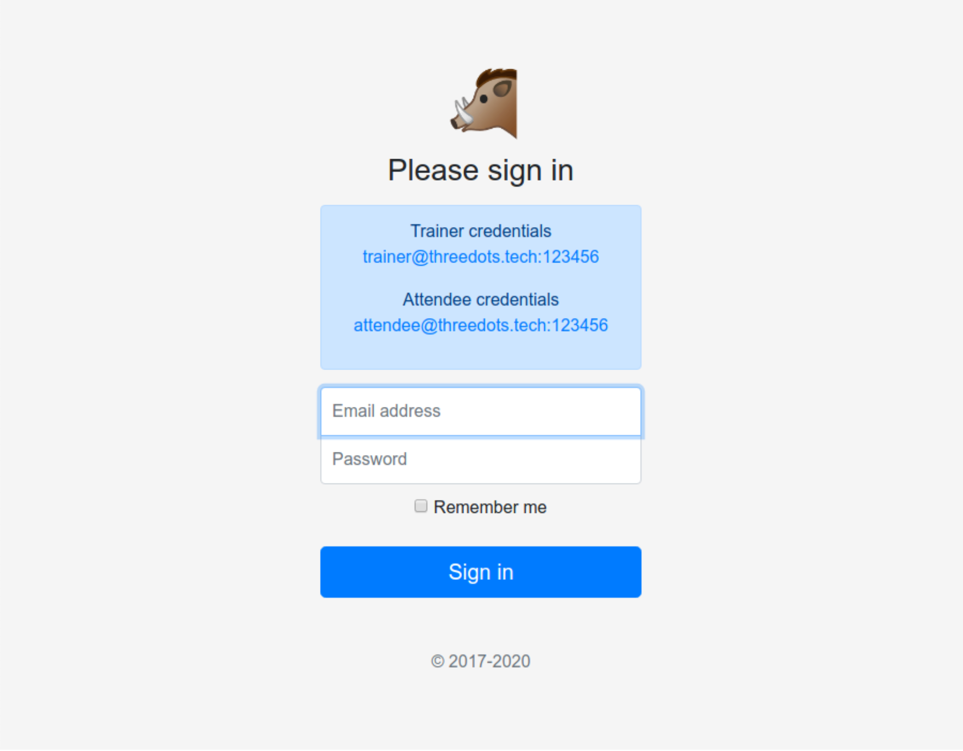 Please sign in
Trainer credentials
trainer@threedots.tech:123456
Attendee credentials
attendee@threedots.tech:123456
Email address
Password
Remember me
Sign in
© 2017-2020